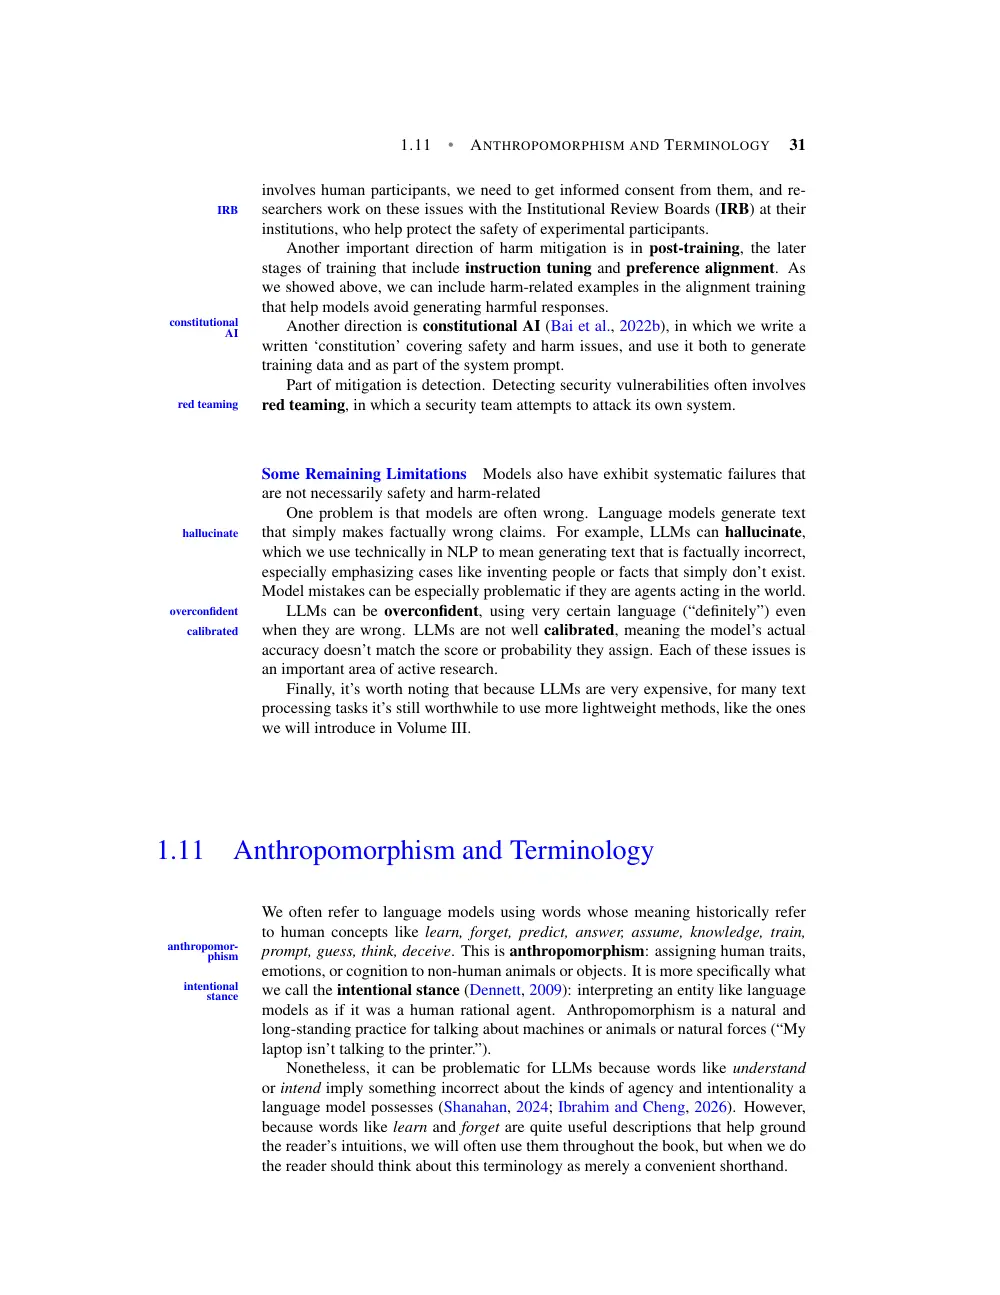 1.11 • ANTHROPOMORPHISM AND TERMINOLOGY 31
involves human participants, we need to get informed consent from them, and re-
IRB searchers work on these issues with the Institutional Review Boards (IRB) at their
institutions, who help protect the safety of experimental participants.
Another important direction of harm mitigation is in post-training, the later
stages of training that include instruction tuning and preference alignment. As
we showed above, we can include harm-related examples in the alignment training
that help models avoid generating harmful responses.
constitutional
AI
Another direction is constitutional AI (Bai et al., 2022b), in which we write a
written ‘constitution’ covering safety and harm issues, and use it both to generate
training data and as part of the system prompt.
Part of mitigation is detection. Detecting security vulnerabilities often involves
red teaming red teaming, in which a security team attempts to attack its own system.
Some Remaining Limitations Models also have exhibit systematic failures that
are not necessarily safety and harm-related
One problem is that models are often wrong. Language models generate text
hallucinate that simply makes factually wrong claims. For example, LLMs can hallucinate,
which we use technically in NLP to mean generating text that is factually incorrect,
especially emphasizing cases like inventing people or facts that simply don’t exist.
Model mistakes can be especially problematic if they are agents acting in the world.
overconfident LLMs can be overconfident, using very certain language (“definitely”) even
calibrated when they are wrong. LLMs are not well calibrated, meaning the model’s actual
accuracy doesn’t match the score or probability they assign. Each of these issues is
an important area of active research.
Finally, it’s worth noting that because LLMs are very expensive, for many text
processing tasks it’s still worthwhile to use more lightweight methods, like the ones
we will introduce in Volume III.
1.11 Anthropomorphism and Terminology
We often refer to language models using words whose meaning historically refer
to human concepts like learn, forget, predict, answer, assume, knowledge, train,
anthropomor-
phism
prompt, guess, think, deceive. This is anthropomorphism: assigning human traits,
emotions, or cognition to non-human animals or objects. It is more specifically what
intentional
stance
we call the intentional stance (Dennett, 2009): interpreting an entity like language
models as if it was a human rational agent. Anthropomorphism is a natural and
long-standing practice for talking about machines or animals or natural forces (“My
laptop isn’t talking to the printer.”).
Nonetheless, it can be problematic for LLMs because words like understand
or intend imply something incorrect about the kinds of agency and intentionality a
language model possesses (Shanahan, 2024; Ibrahim and Cheng, 2026). However,
because words like learn and forget are quite useful descriptions that help ground
the reader’s intuitions, we will often use them throughout the book, but when we do
the reader should think about this terminology as merely a convenient shorthand.